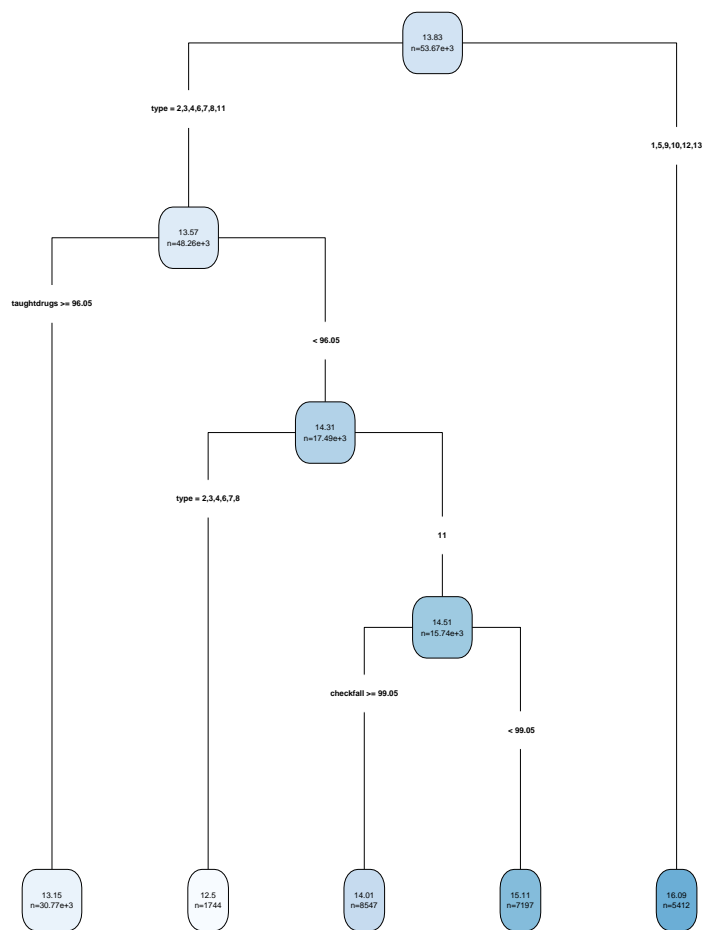 13.83
n=53.67e+3
type = 2,3,4,6,7,8,11
1,5,9,10,12,13
13.57
n=48.26e+3
taughtdrugs >= 96.05
< 96.05
14.31
n=17.49e+3
type = 2,3,4,6,7,8
11
14.51
n=15.74e+3
checkfall >= 99.05
< 99.05
13.15
n=30.77e+3
12.5
n=1744
14.01
n=8547
15.11
n=7197
16.09
n=5412